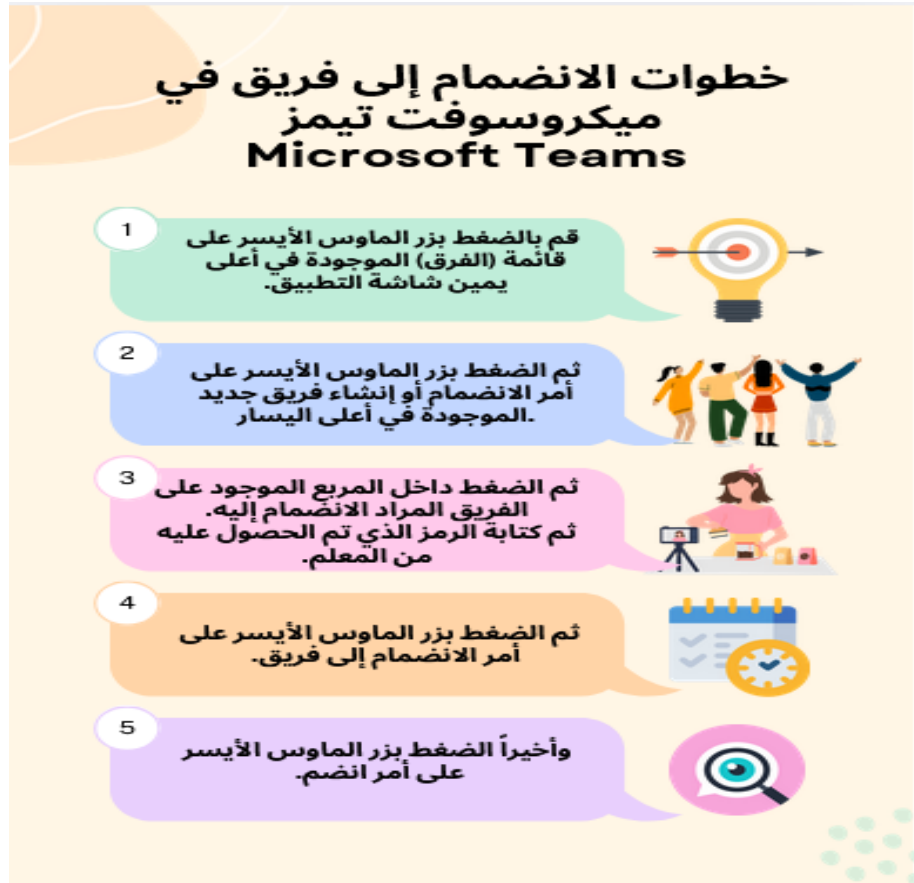 خطوات الانضمام إلى فريق في
ميكروسوفت تيمز
Microsoft Teams
1
قم بالضغط بزر الماوس الأيسر على
قائمة (الفرق) الموجودة في أعلى
يمين شاشة التطبيق.
2
ثم الضغط بزر الماوس الأيسر على
أمر الانضمام أو إنشاء فريق جديد
.الموجودة في أعلى اليسار
3
ثم الضغط داخل المربع الموجود على
الفريق المراد الانضمام إليه.
ثم كتابة الرمز الذي تم الحصول عليه
من المعلم.
4
ثم الضغط بزر الماوس الأيسر على
أمر الانضمام إلى فريق.
5
وأخيراً الضغط بزر الماوس الأيسر
على أمر انضم.